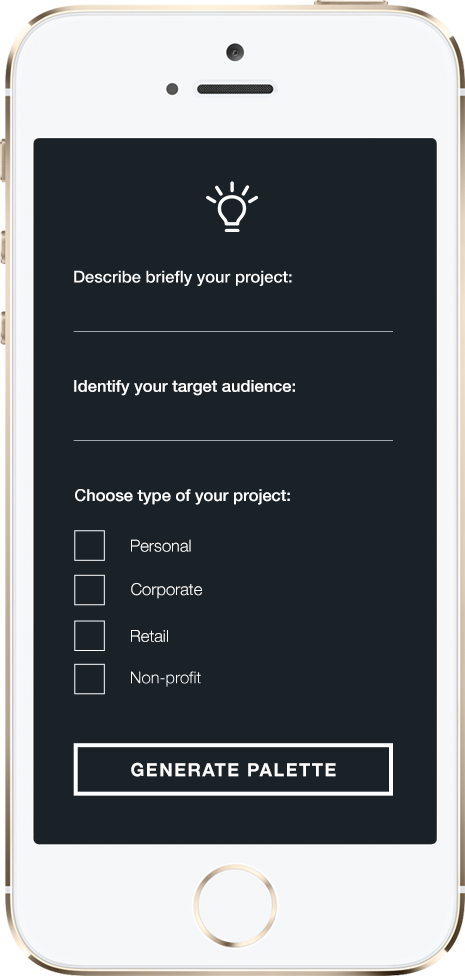 Describe briefly your project:
Identify your target audience:
Choose type of your project:
Personal
Corporate
Retail
Non-profit
GENERATE PALETTE